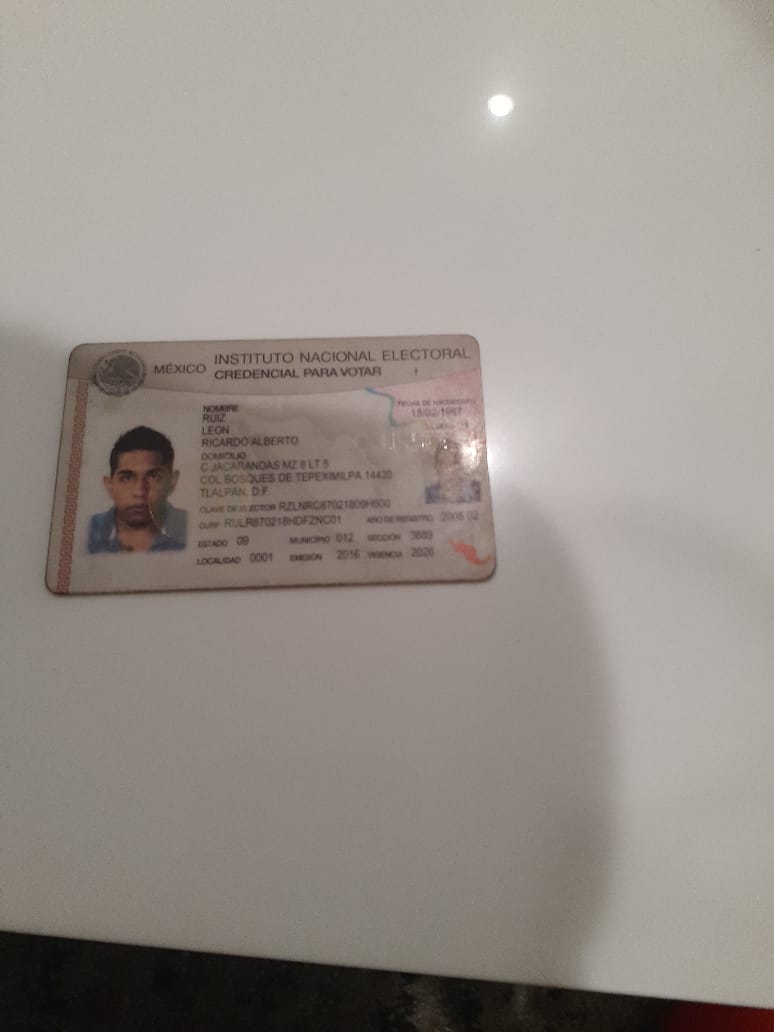 MÉXICO INSTITUTO NACIONAL ELECTORAL
CREDENCIAL PARA VOTAR
NOMBRE
RUIZ
LEON
RICARDO ALBERTO
FECHA DE NACIMIENTO
18/02/1987
DOMICILIO
C JACARANDAS MZ 8 LT 5
COL BOSQUES DE TEPEXIMILPA 14420
TLALPAN, D.F.
CLAVE DE ELECTOR RZLNRC87021809H600
CURP RULR870218HDFZNC01 AÑO DE REGISTRO 2006 02
ESTADO 09 MUNICIPIO 012 SECCIÓN
LOCALIDAD 0001 EMISIÓN 2016 VIGENCIA 2026